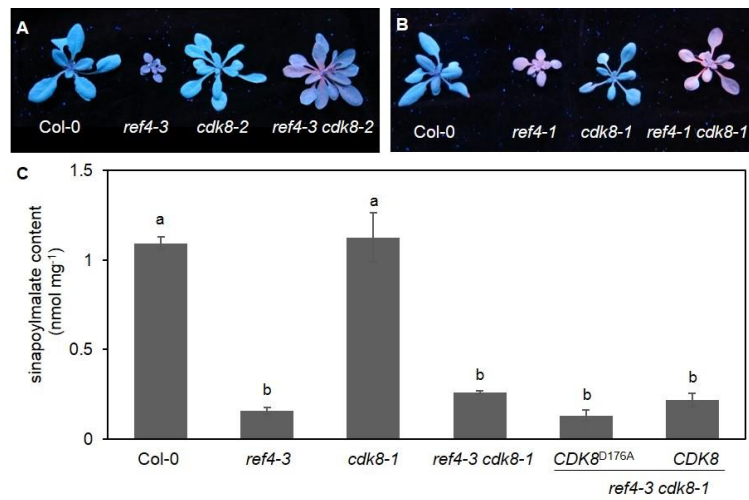 A
Col-0 ref4-3 cdk8-2 ref4-3 cdk8-2
B
Col-0 ref4-1 cdk8-1 ref4-1 cdk8-1
C
sinapoylmalate content
(nmol mg⁻¹)
1.5
1
0.5
0
a b a b b b
Col-0 ref4-3 cdk8-1 ref4-3 cdk8-1 CDK8ᴰ¹⁷⁶ᴬ CDK8
ref4-3 cdk8-1